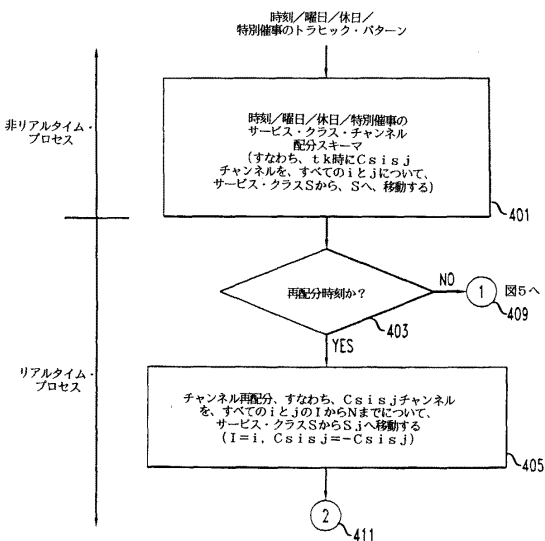 時刻／曜日／休日／
特別催事のトラヒック・パターン
非リアルタイム・
プロセス
時刻／曜日／休日／特別催事の
サービス・クラス・チャンネル
配分スキーマ
(すなわち、ｔｋ時にＣｓｉｓｊ
チャンネルを、すべてのｉとｊについて、
サービス・クラスＳから、Ｓへ、移動する)
401
再配分時刻か？
NO
1
図５へ
409
403
YES
リアルタイム・
プロセス
チャンネル再配分、すなわち、Ｃｓｉｓｊチャンネル
を、すべてのｉとｊのＩからＮまでについて、
サービス・クラスＳからＳｊへ移動する
(Ｉ＝ｉ，Ｃｓｉｓｊ＝－Ｃｓｉｓｊ)
405
2
411